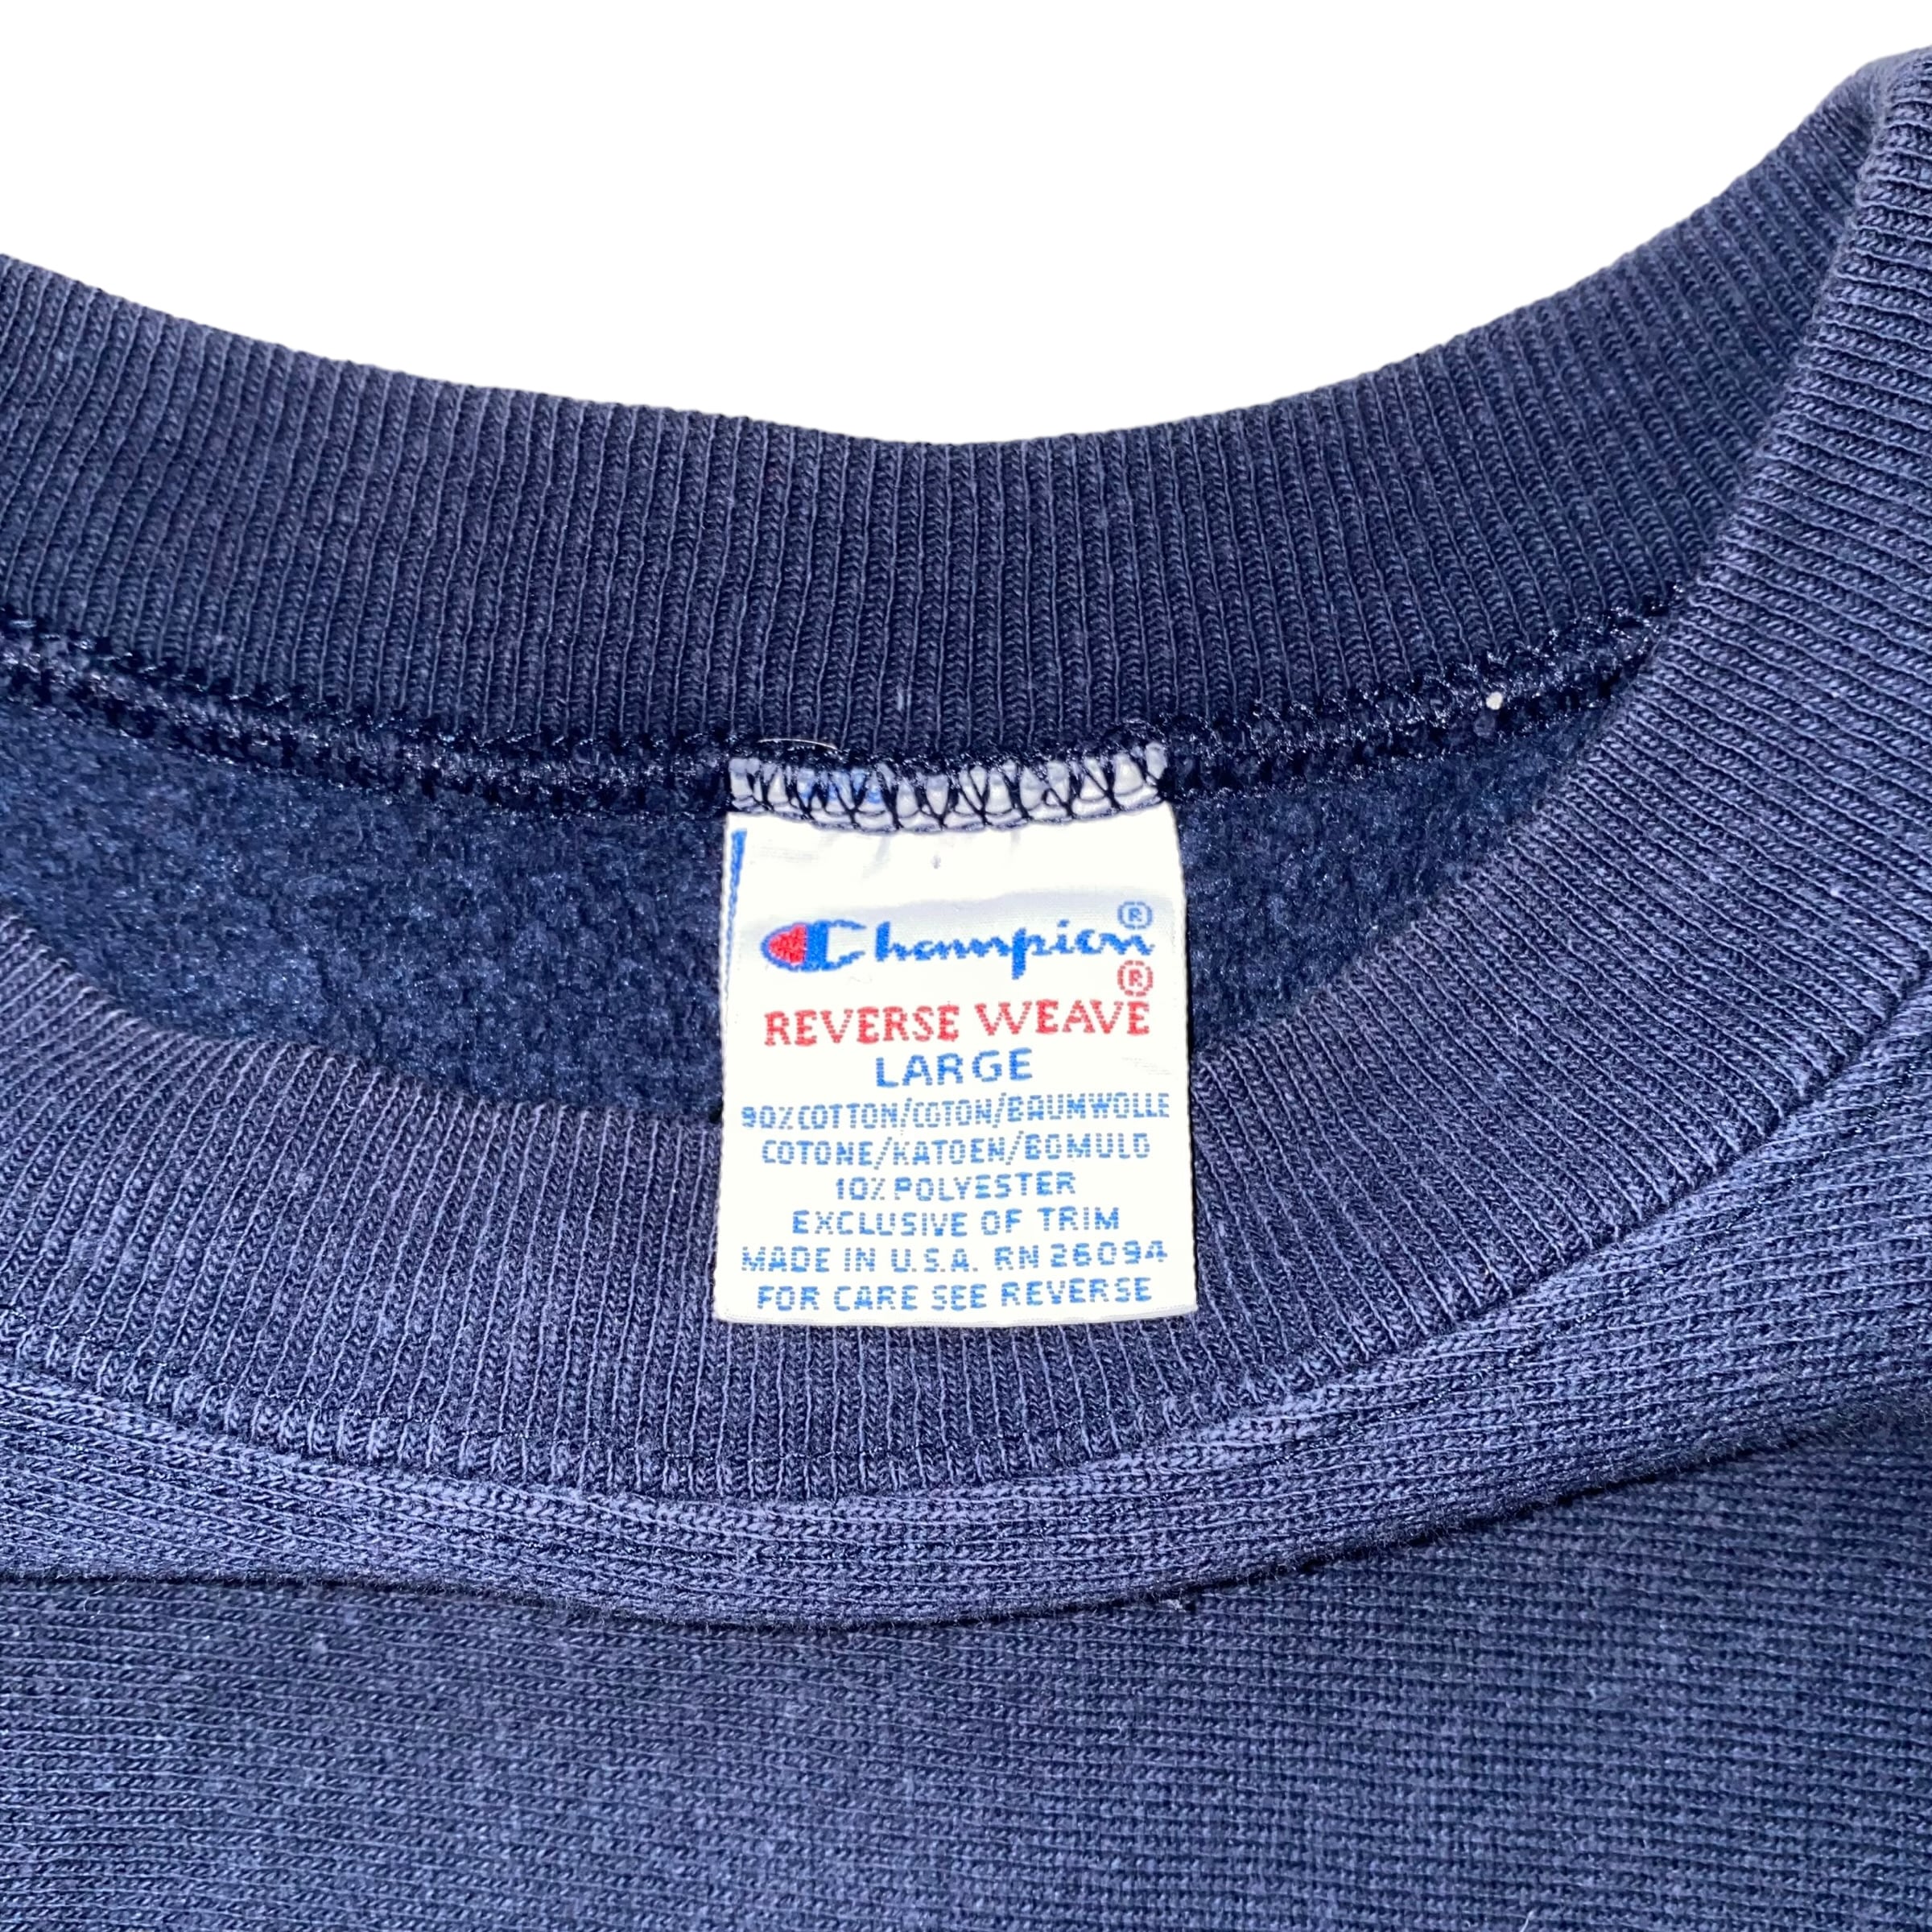 Champion®
REVERSE WEAVE®
LARGE
90% COTTON/COTON/BAUMWOLLE
COTONE/KATOEN/BOMULD
10% POLYESTER
EXCLUSIVE OF TRIM
MADE IN U.S.A. RN 26094
FOR CARE SEE REVERSE